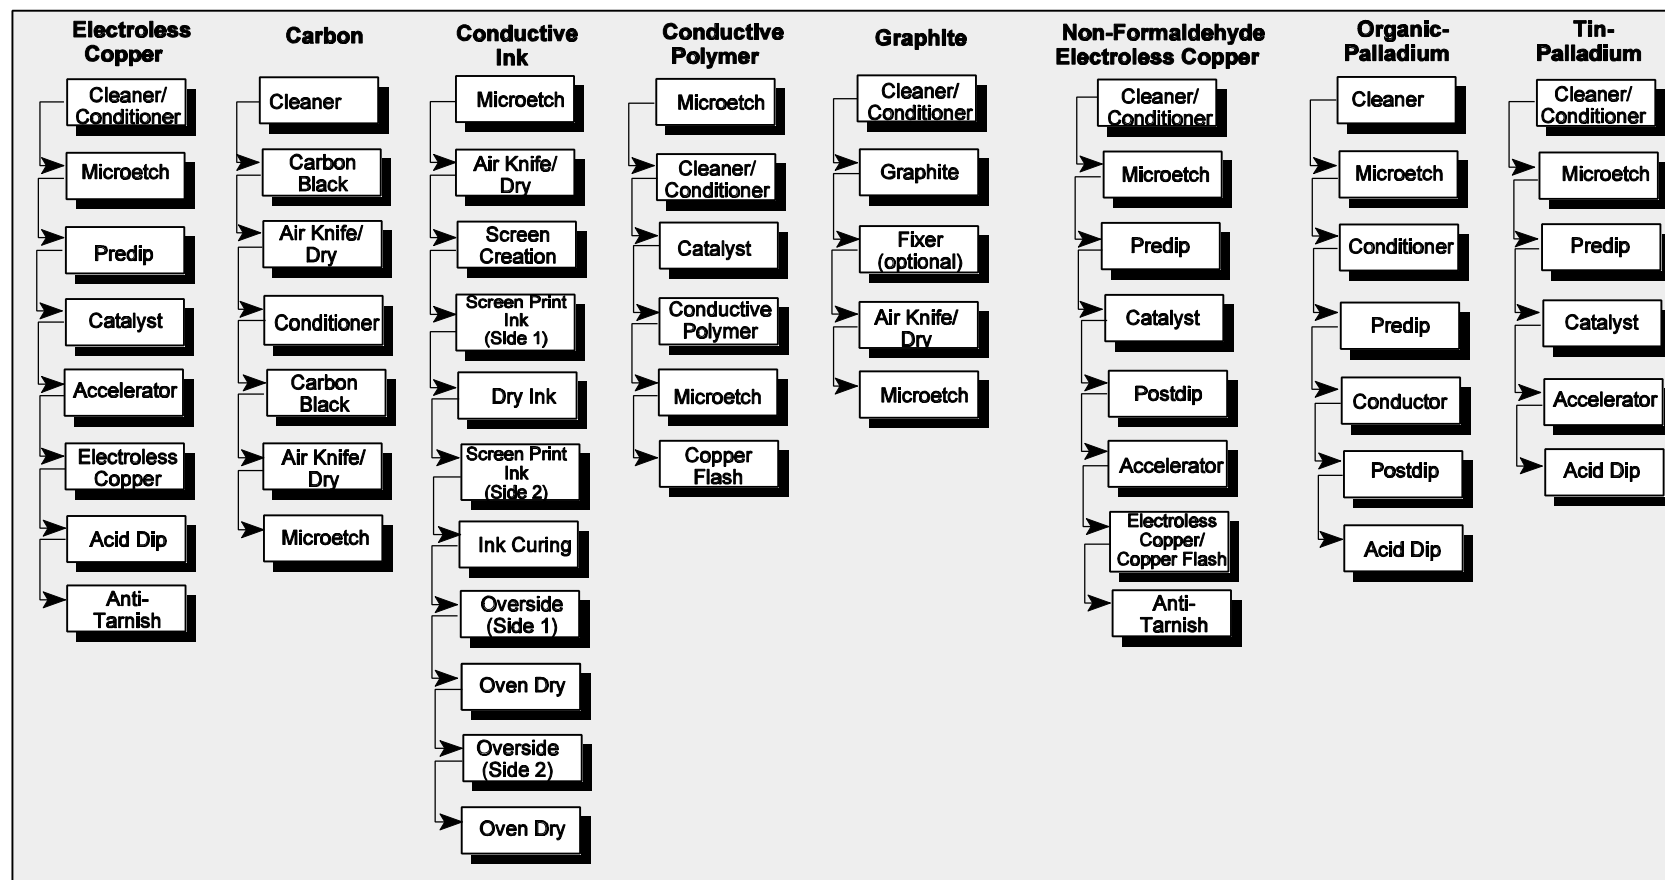 Electroless
Copper
Cleaner/
Conditioner
Microetch
Predip
Catalyst
Accelerator
Electroless
Copper
Acid Dip
Anti-
Tarnish
Carbon
Cleaner
Carbon
Black
Air Knife/
Dry
Conditioner
Carbon
Black
Air Knife/
Dry
Microetch
Conductive
Ink
Microetch
Air Knife/
Dry
Screen
Creation
Screen Print
Ink
(Side 1)
Dry Ink
Screen Print
Ink
(Side 2)
Ink Curing
Overside
(Side 1)
Oven Dry
Overside
(Side 2)
Oven Dry
Conductive
Polymer
Microetch
Cleaner/
Conditioner
Catalyst
Conductive
Polymer
Microetch
Copper
Flash
Graphite
Cleaner/
Conditioner
Graphite
Fixer
(optional)
Air Knife/
Dry
Microetch
Non-Formaldehyde
Electroless Copper
Cleaner/
Conditioner
Microetch
Predip
Catalyst
Postdip
Accelerator
Electroless
Copper/
Copper Flash
Anti-
Tarnish
Organic-
Palladium
Cleaner
Microetch
Conditioner
Predip
Conductor
Postdip
Acid Dip
Tin-
Palladium
Cleaner/
Conditioner
Microetch
Predip
Catalyst
Accelerator
Acid Dip